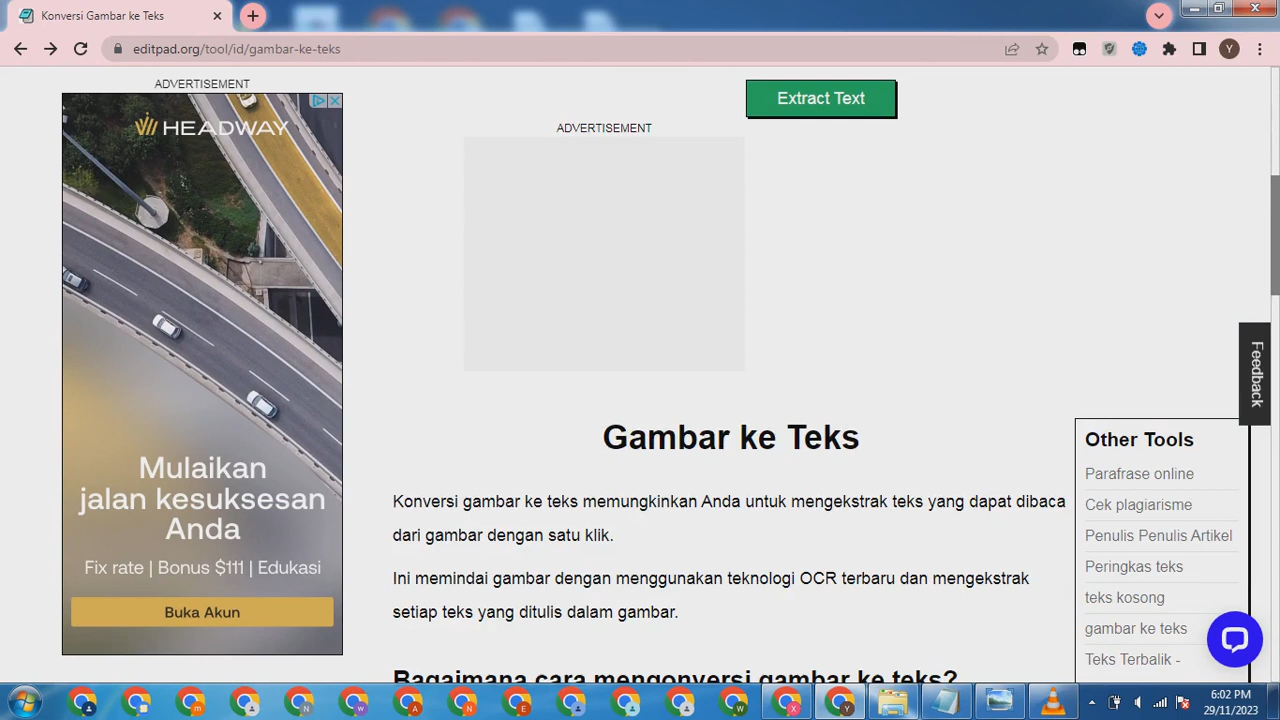 Konversi Gambar ke Teks
editpad.org/tool/id/gambar-ke-teks
Y
ADVERTISEMENT
HEADWAY
Mulaikan
jalan kesuksesan
Anda
Fix rate | Bonus $111 | Edukasi
Buka Akun
Extract Text
ADVERTISEMENT
Gambar ke Teks
Konversi gambar ke teks memungkinkan Anda untuk mengekstrak teks yang dapat dibaca
dari gambar dengan satu klik.
Ini memindai gambar dengan menggunakan teknologi OCR terbaru dan mengekstrak
setiap teks yang ditulis dalam gambar.
Bagaimana cara mengonversi gambar ke teks?
Feedback
Other Tools
Parafrase online
Cek plagiarisme
Penulis Penulis Artikel
Peringkas teks
teks kosong
gambar ke teks
Teks Terbalik -
6:02 PM
29/11/2023